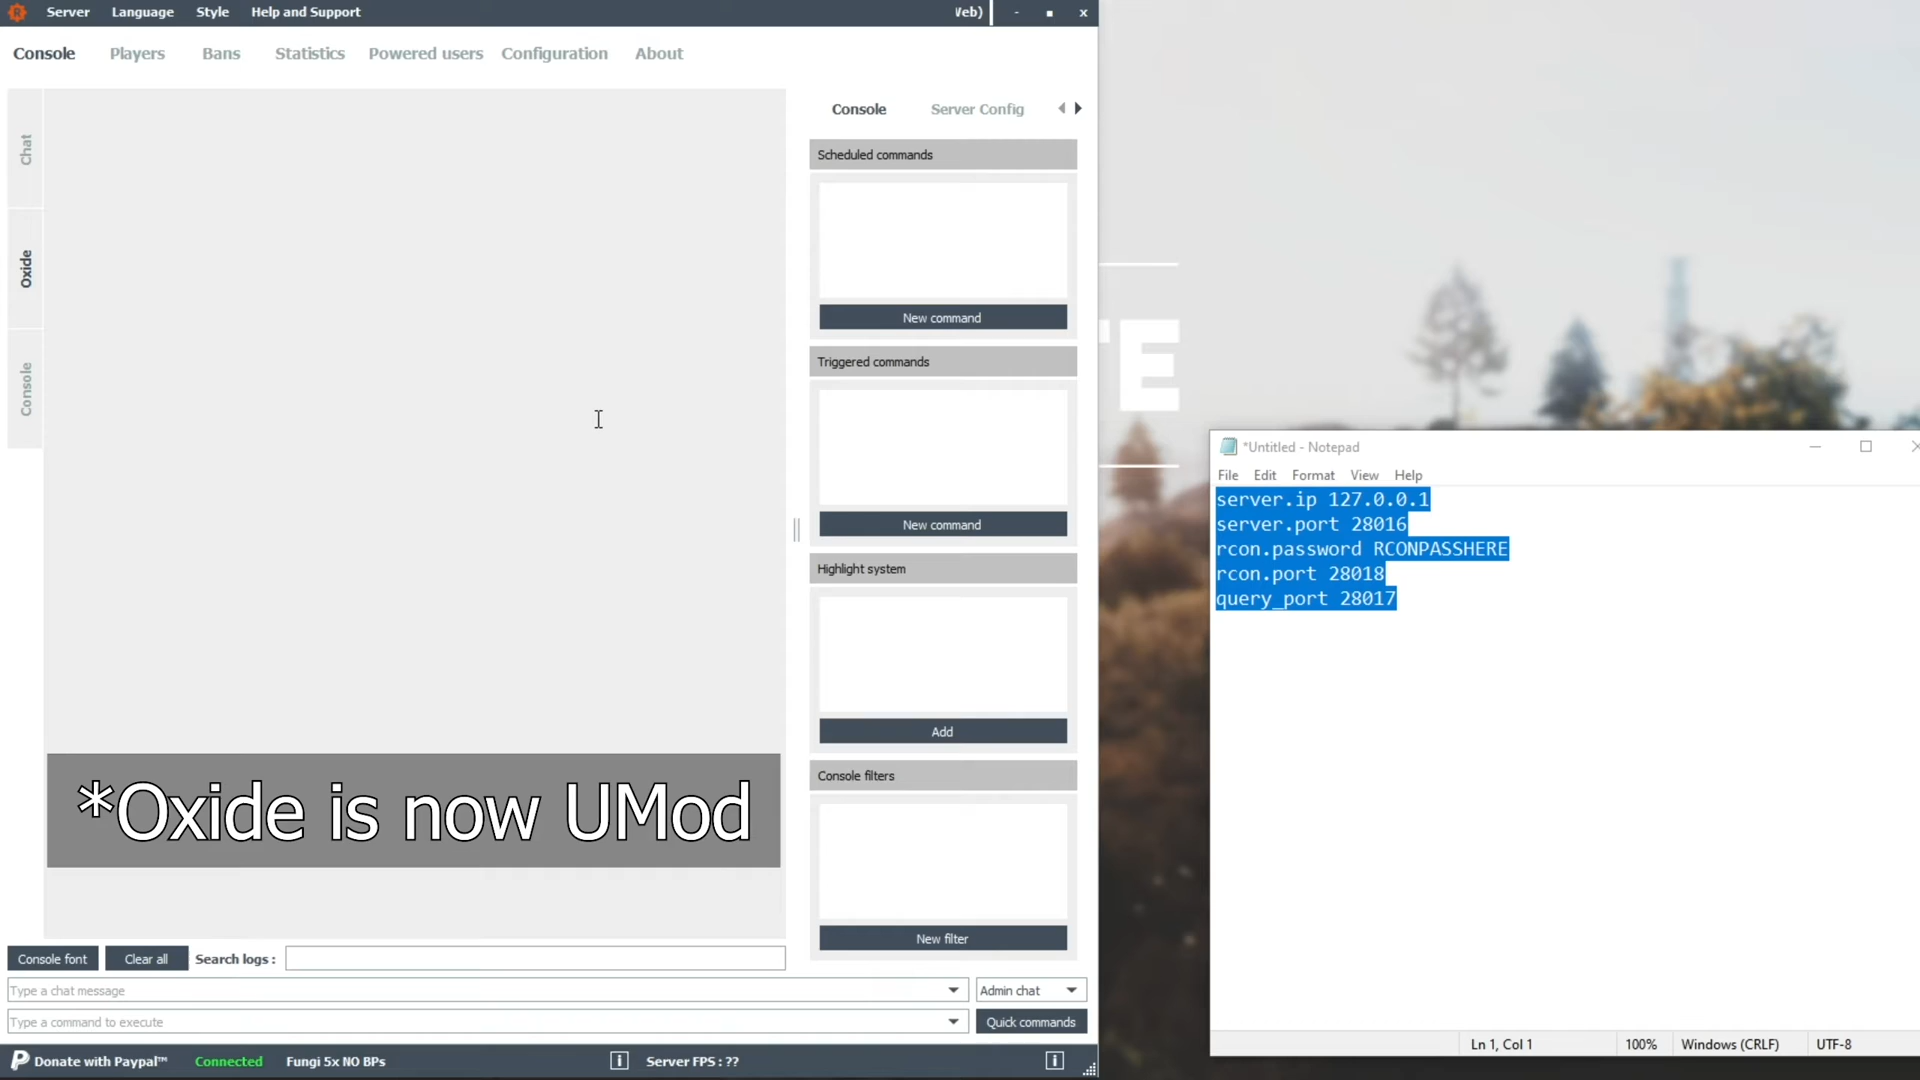 Server Language Style Help and Support
Web)
Console Players Bans Statistics Powered users Configuration About
Chat
Oxide
Console
Console Server Config
Scheduled commands
New command
Triggered commands
New command
Highlight system
Add
Console filters
New filter
*Oxide is now UMod
Console font Clear all Search logs :
Type a chat message
Admin chat
Type a command to execute
Quick commands
Donate with Paypal™ Connected Fungi 5x NO BPs Server FPS : ??
TE
*Untitled - Notepad
File Edit Format View Help
server.ip 127.0.0.1
server.port 28016
rcon.password RCONPASSHERE
rcon.port 28018
query_port 28017
Ln 1, Col 1 100% Windows (CRLF) UTF-8